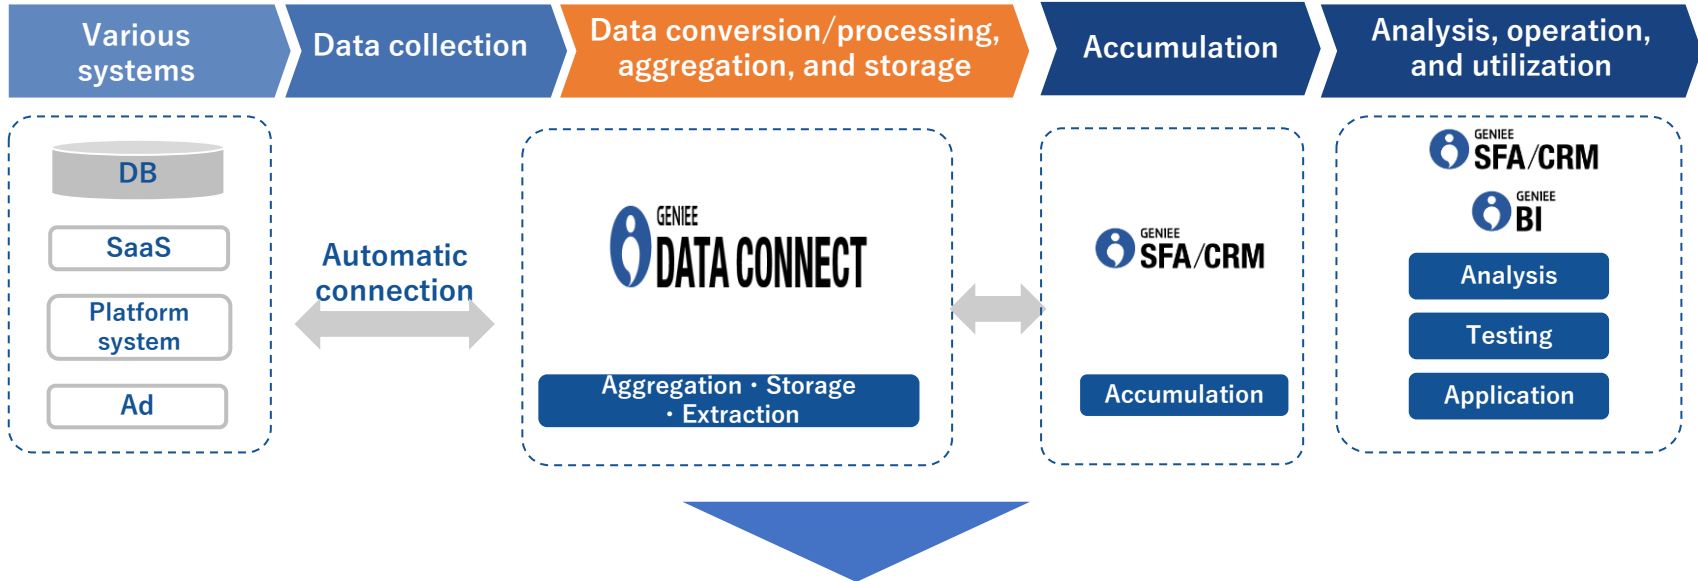 Various
systems
Data collection
Data conversion/processing,
aggregation, and storage
Accumulation
Analysis, operation,
and utilization
DB
SaaS
Platform
system
Ad
Automatic
connection
GENIEE
DATA CONNECT
Aggregation・Storage
・Extraction
GENIEE
SFA/CRM
Accumulation
GENIEE
SFA/CRM
GENIEE
BI
Analysis
Testing
Application